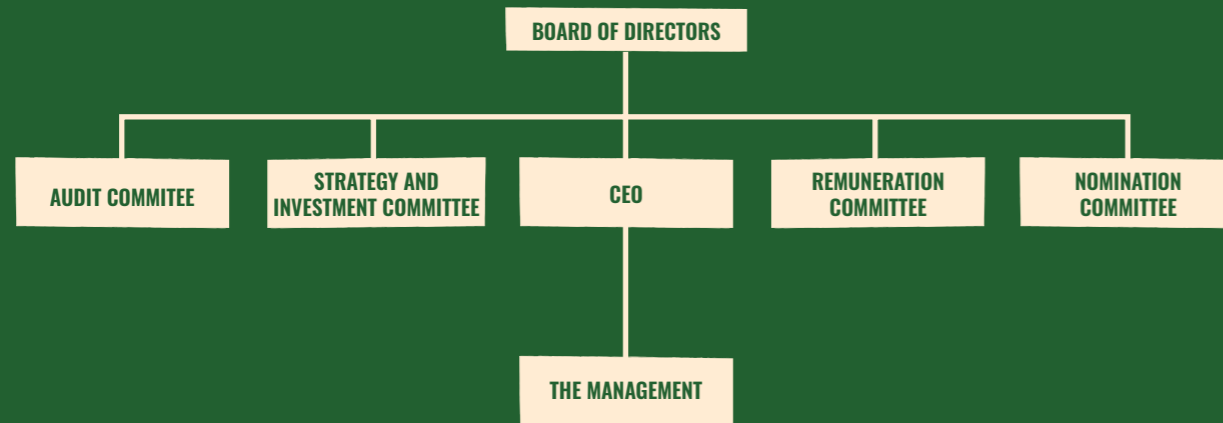 BOARD OF DIRECTORS
AUDIT COMMITEE
STRATEGY AND
INVESTMENT COMMITTEE
CEO
REMUNERATION
COMMITTEE
NOMINATION
COMMITTEE
THE MANAGEMENT